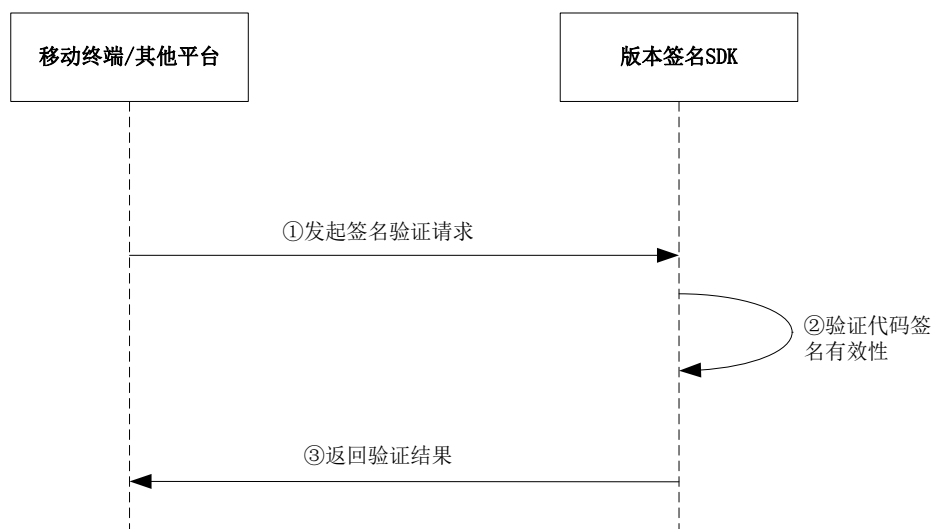 移动终端/其他平台
版本签名SDK
①发起签名验证请求
②验证代码签
名有效性
③返回验证结果